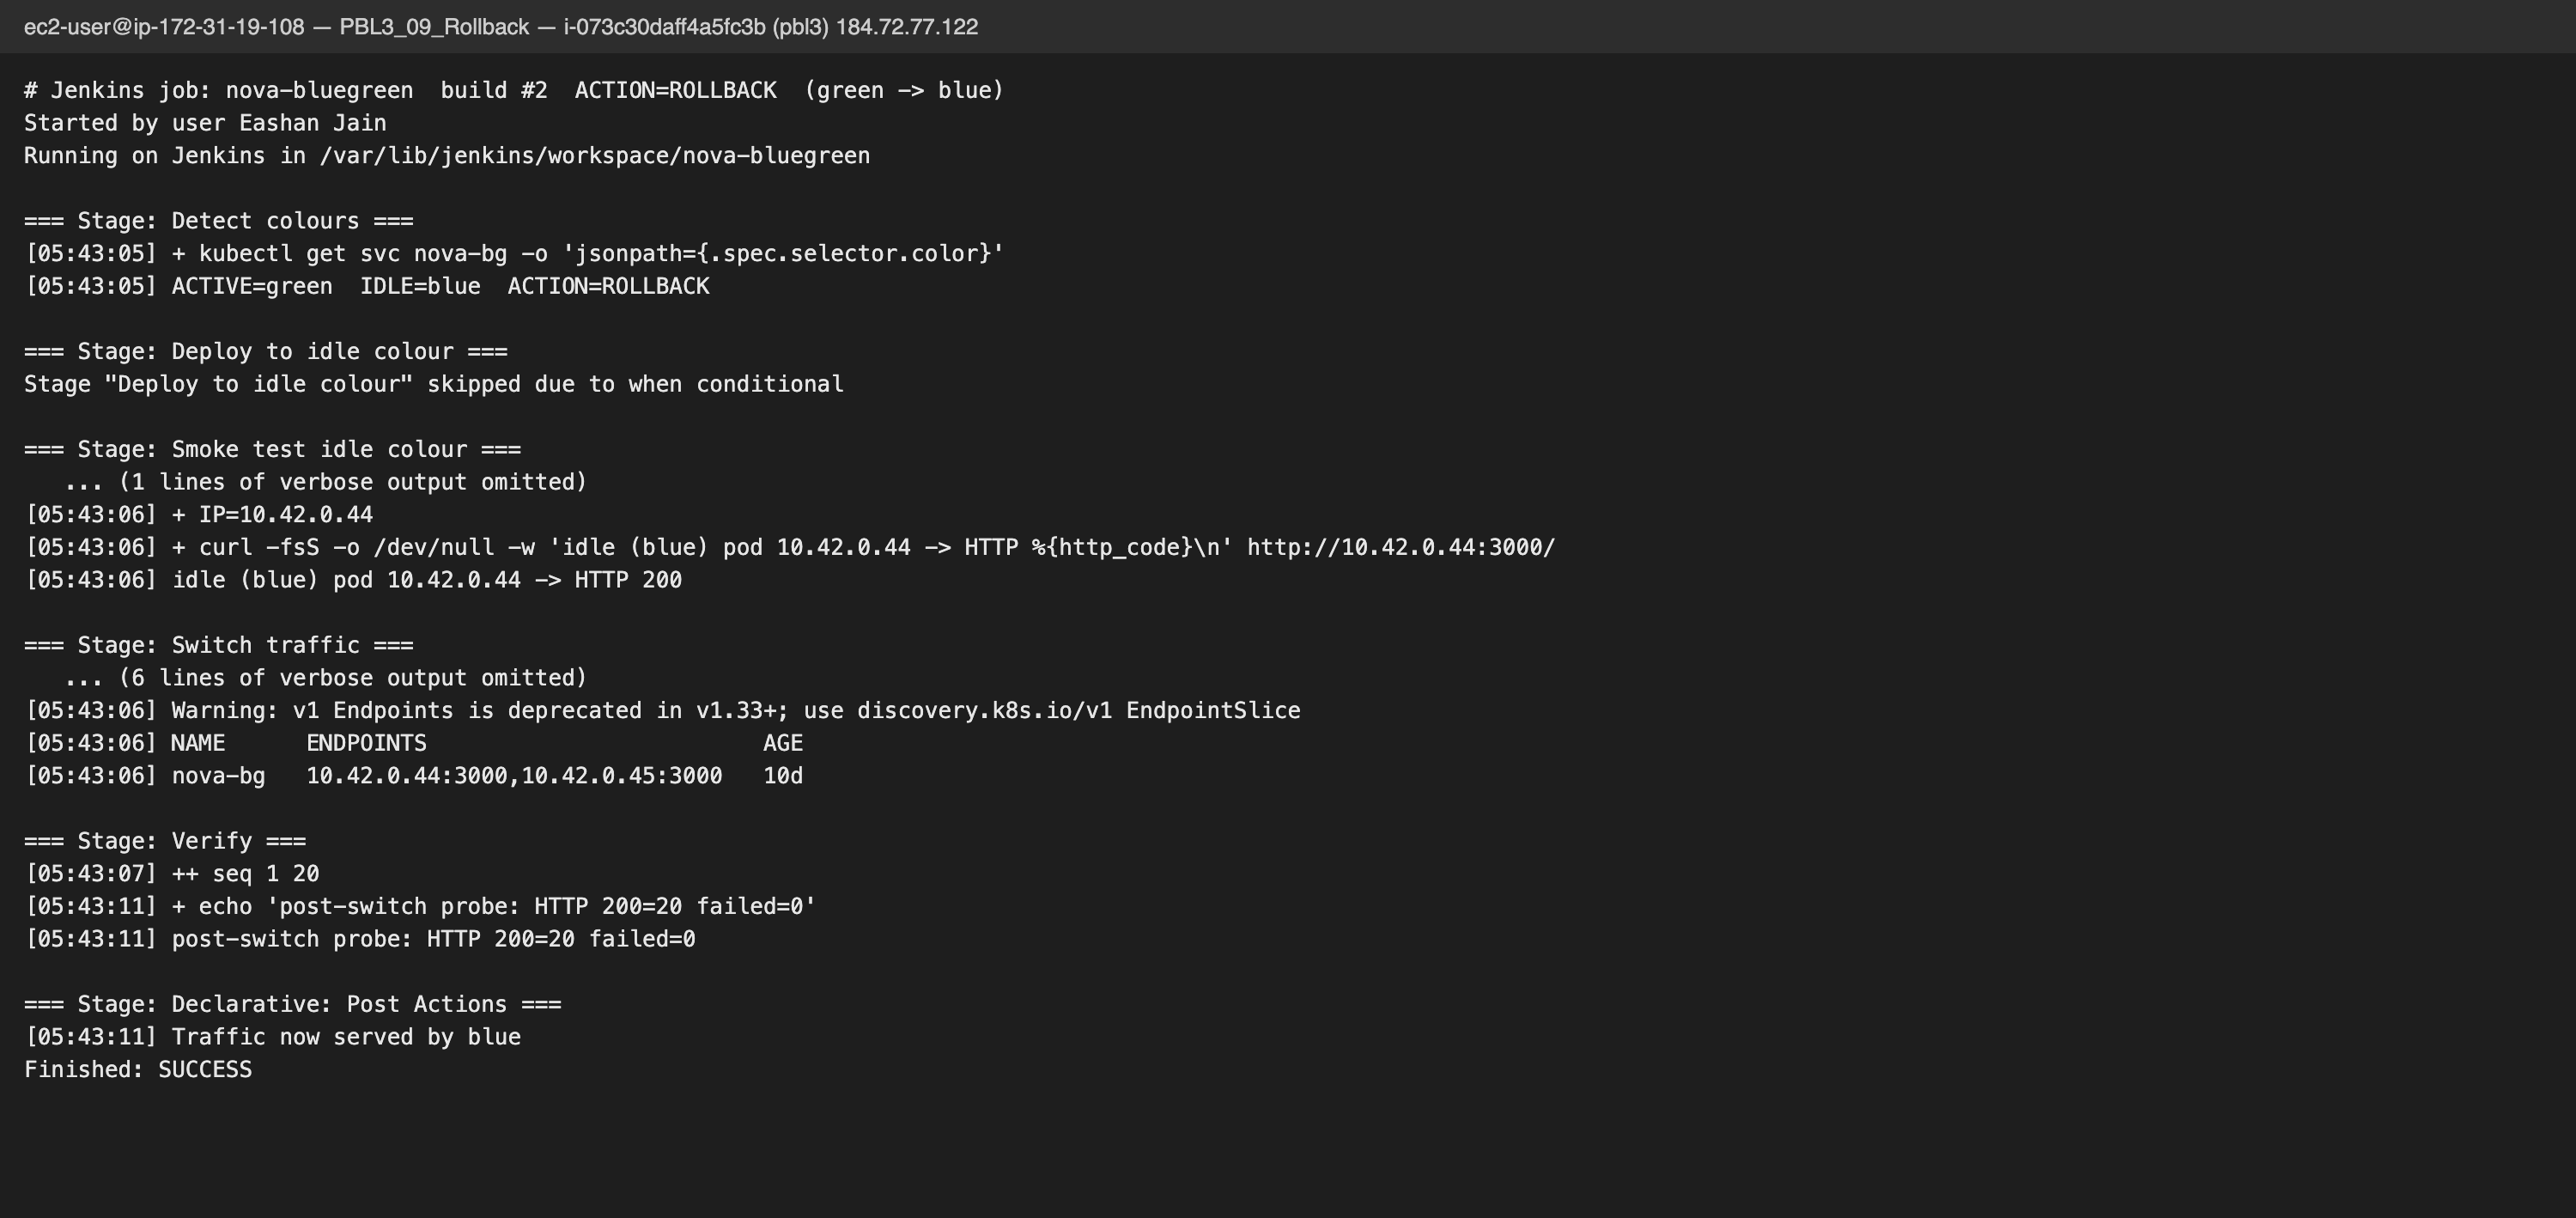 ec2-user@ip-172-31-19-108 — PBL3_09_Rollback — i-073c30daff4a5fc3b (pbl3) 184.72.77.122
# Jenkins job: nova-bluegreen  build #2  ACTION=ROLLBACK  (green -> blue)
Started by user Eashan Jain
Running on Jenkins in /var/lib/jenkins/workspace/nova-bluegreen
=== Stage: Detect colours ===
[05:43:05] + kubectl get svc nova-bg -o 'jsonpath={.spec.selector.color}'
[05:43:05] ACTIVE=green  IDLE=blue  ACTION=ROLLBACK
=== Stage: Deploy to idle colour ===
Stage "Deploy to idle colour" skipped due to when conditional
=== Stage: Smoke test idle colour ===
   ... (1 lines of verbose output omitted)
[05:43:06] + IP=10.42.0.44
[05:43:06] + curl -fsS -o /dev/null -w 'idle (blue) pod 10.42.0.44 -> HTTP %{http_code}\n' http://10.42.0.44:3000/
[05:43:06] idle (blue) pod 10.42.0.44 -> HTTP 200
=== Stage: Switch traffic ===
   ... (6 lines of verbose output omitted)
[05:43:06] Warning: v1 Endpoints is deprecated in v1.33+; use discovery.k8s.io/v1 EndpointSlice
[05:43:06] NAME      ENDPOINTS                         AGE
[05:43:06] nova-bg   10.42.0.44:3000,10.42.0.45:3000   10d
=== Stage: Verify ===
[05:43:07] ++ seq 1 20
[05:43:11] + echo 'post-switch probe: HTTP 200=20 failed=0'
[05:43:11] post-switch probe: HTTP 200=20 failed=0
=== Stage: Declarative: Post Actions ===
[05:43:11] Traffic now served by blue
Finished: SUCCESS